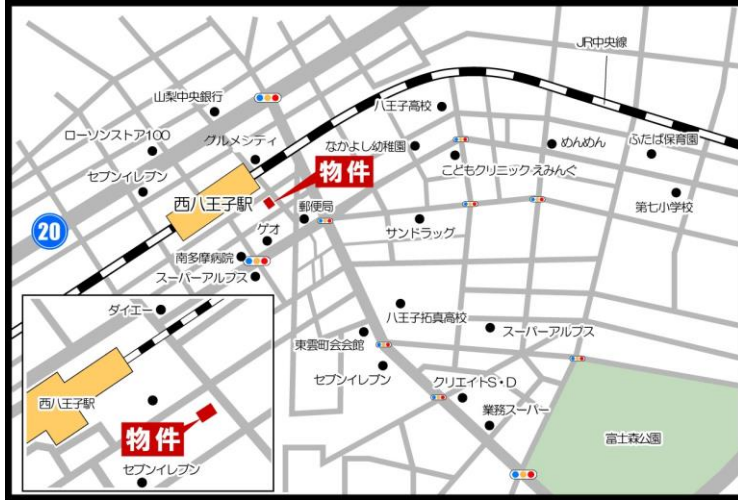 JR中央線
山梨中央銀行
八王子高校
ローソンストア100
グルメシティ
なかよし幼稚園
めんめん
ふたば保育園
こどもクリニックえみんぐ
セブンイレブン
物件
西八王子駅
第七小学校
郵便局
20
ゲオ
サンドラッグ
南多摩病院
スーパーアルプス
ダイエー
八王子拓真高校
スーパーアルプス
東雲町会会館
セブンイレブン
クリエイトS・D
業務スーパー
富士森公園
西八王子駅
物件
セブンイレブン